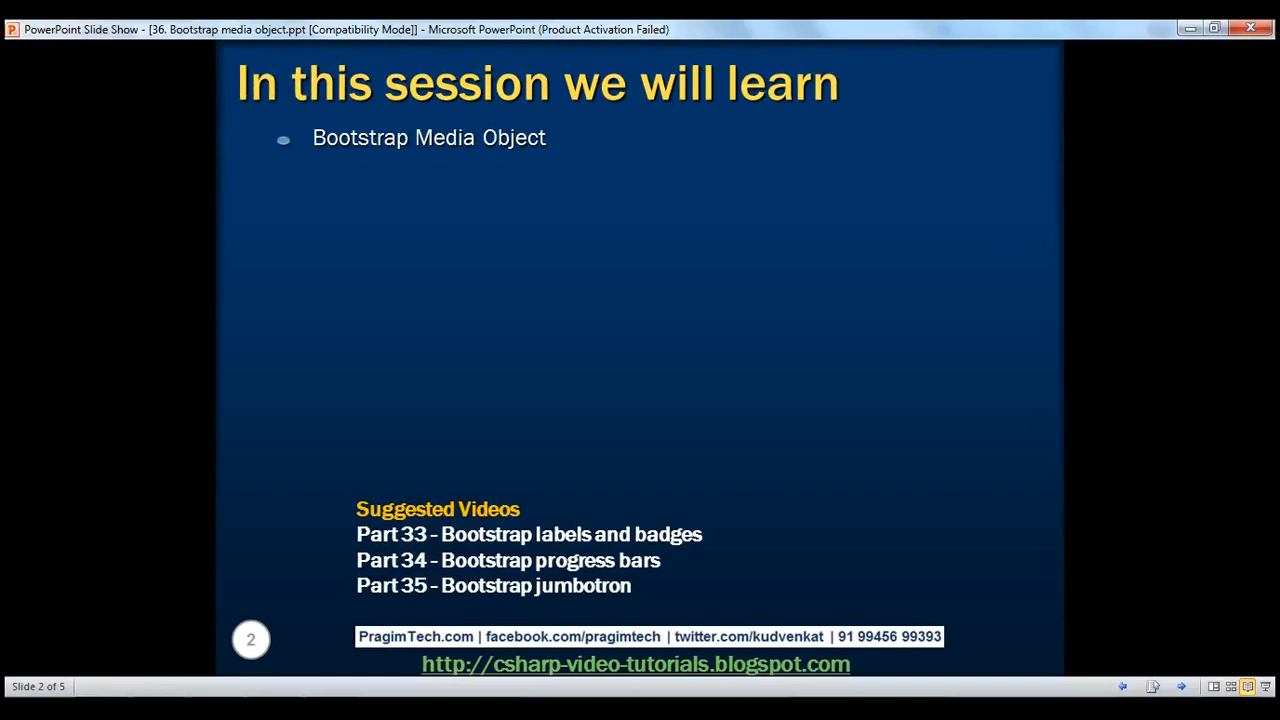 PowerPoint Slide Show - [36. Bootstrap media object.ppt [Compatibility Mode]] - Microsoft PowerPoint (Product Activation Failed)
In this session we will learn
Bootstrap Media Object
Suggested Videos
Part 33 - Bootstrap labels and badges
Part 34 - Bootstrap progress bars
Part 35 - Bootstrap jumbotron
2
PragimTech.com | facebook.com/pragimtech | twitter.com/kudvenkat | 91 99456 99393
http://csharp-video-tutorials.blogspot.com
Slide 2 of 5